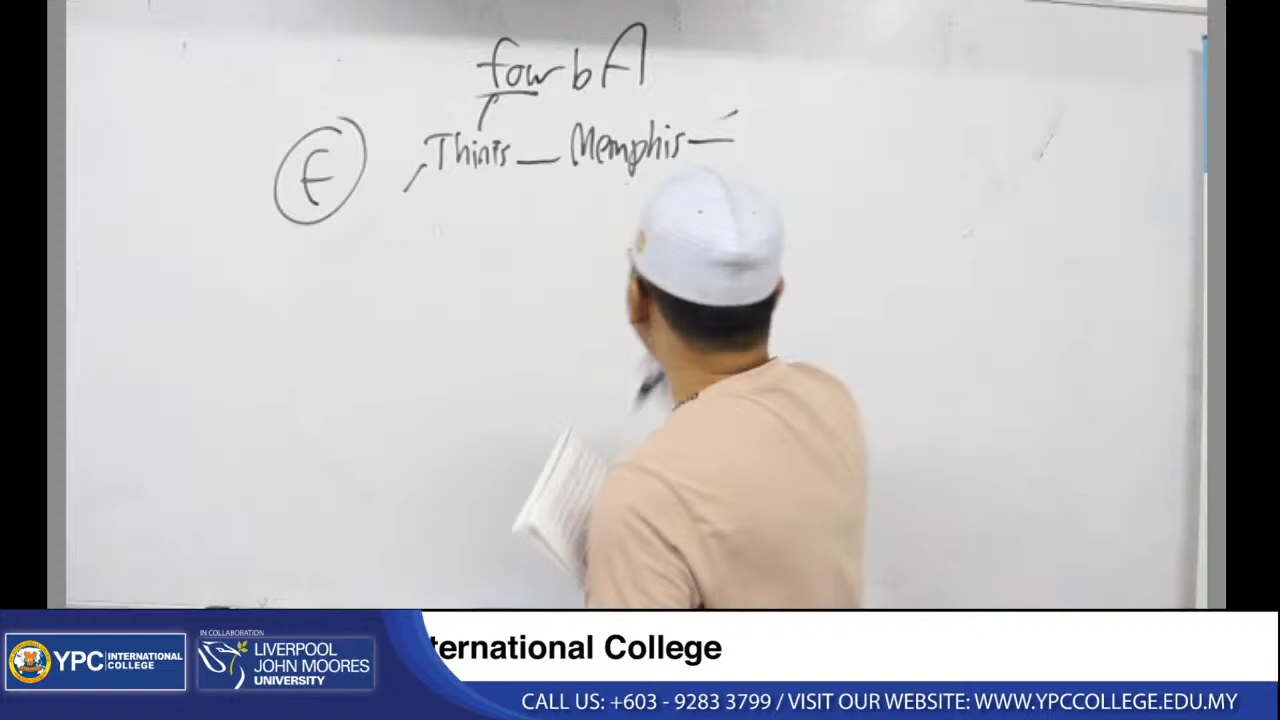 four b A
E Thinis — Memphis —
YPC INTERNATIONAL COLLEGE
IN COLLABORATION
LIVERPOOL JOHN MOORES UNIVERSITY
ternational College
CALL US: +603 - 9283 3799 / VISIT OUR WEBSITE: WWW.YPCCOLLEGE.EDU.MY